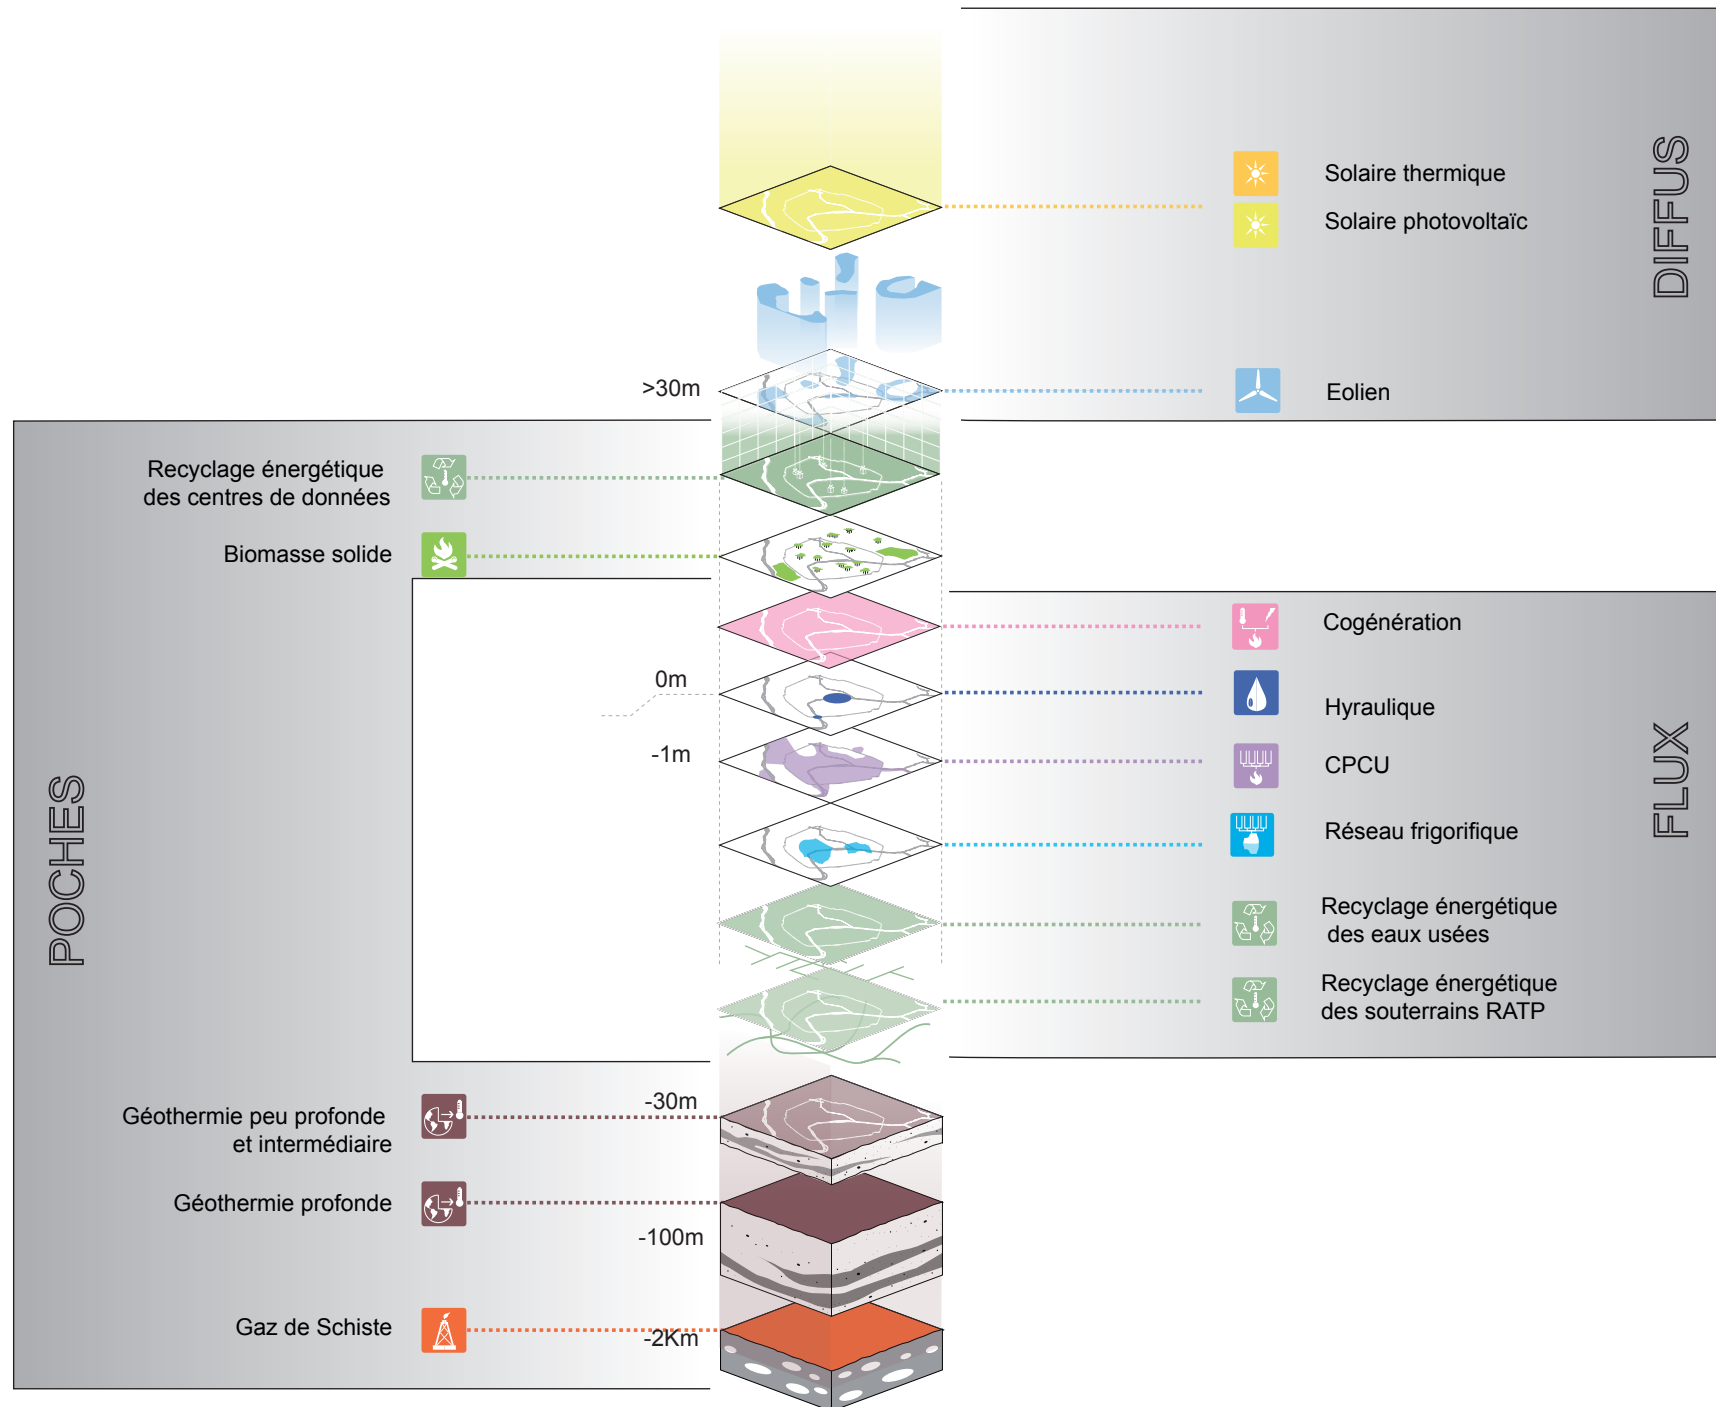 DIFFUS
Solaire thermique
Solaire photovoltaïc
>30m
Eolien
POCHES
Recyclage énergétique
des centres de données
Biomasse solide
FLUX
Cogénération
0m
Hyraulique
-1m
CPCU
Réseau frigorifique
Recyclage énergétique
des eaux usées
Recyclage énergétique
des souterrains RATP
-30m
Géothermie peu profonde
et intermédiaire
Géothermie profonde
-100m
Gaz de Schiste
-2Km